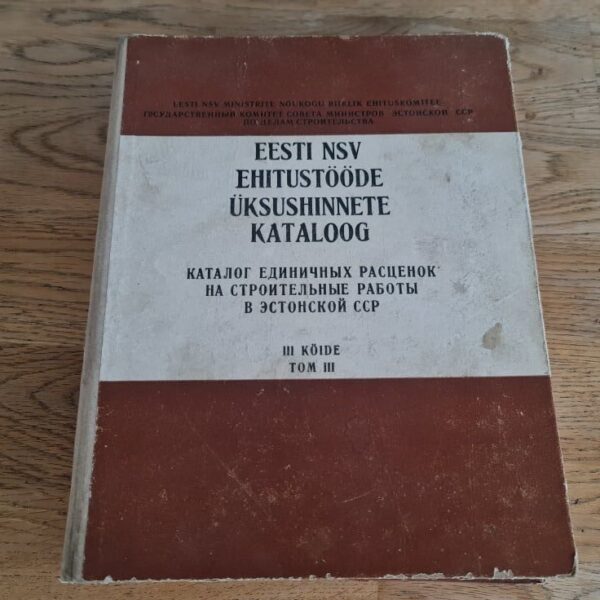 EESTI NSV MINISTRITE NÕUKOGU RIIKLIK EHITUSKOMITEE
ГОСУДАРСТВЕННЫЙ КОМИТЕТ СОВЕТА МИНИСТРОВ ЭСТОНСКОЙ ССР
ПО ДЕЛАМ СТРОИТЕЛЬСТВА
EESTI NSV
EHITUSTÖÖDE
ÜKSUSHINNETE
KATALOOG
КАТАЛОГ ЕДИНИЧНЫХ РАСЦЕНОК
НА СТРОИТЕЛЬНЫЕ РАБОТЫ
В ЭСТОНСКОЙ ССР
III KÖIDE
ТОМ III